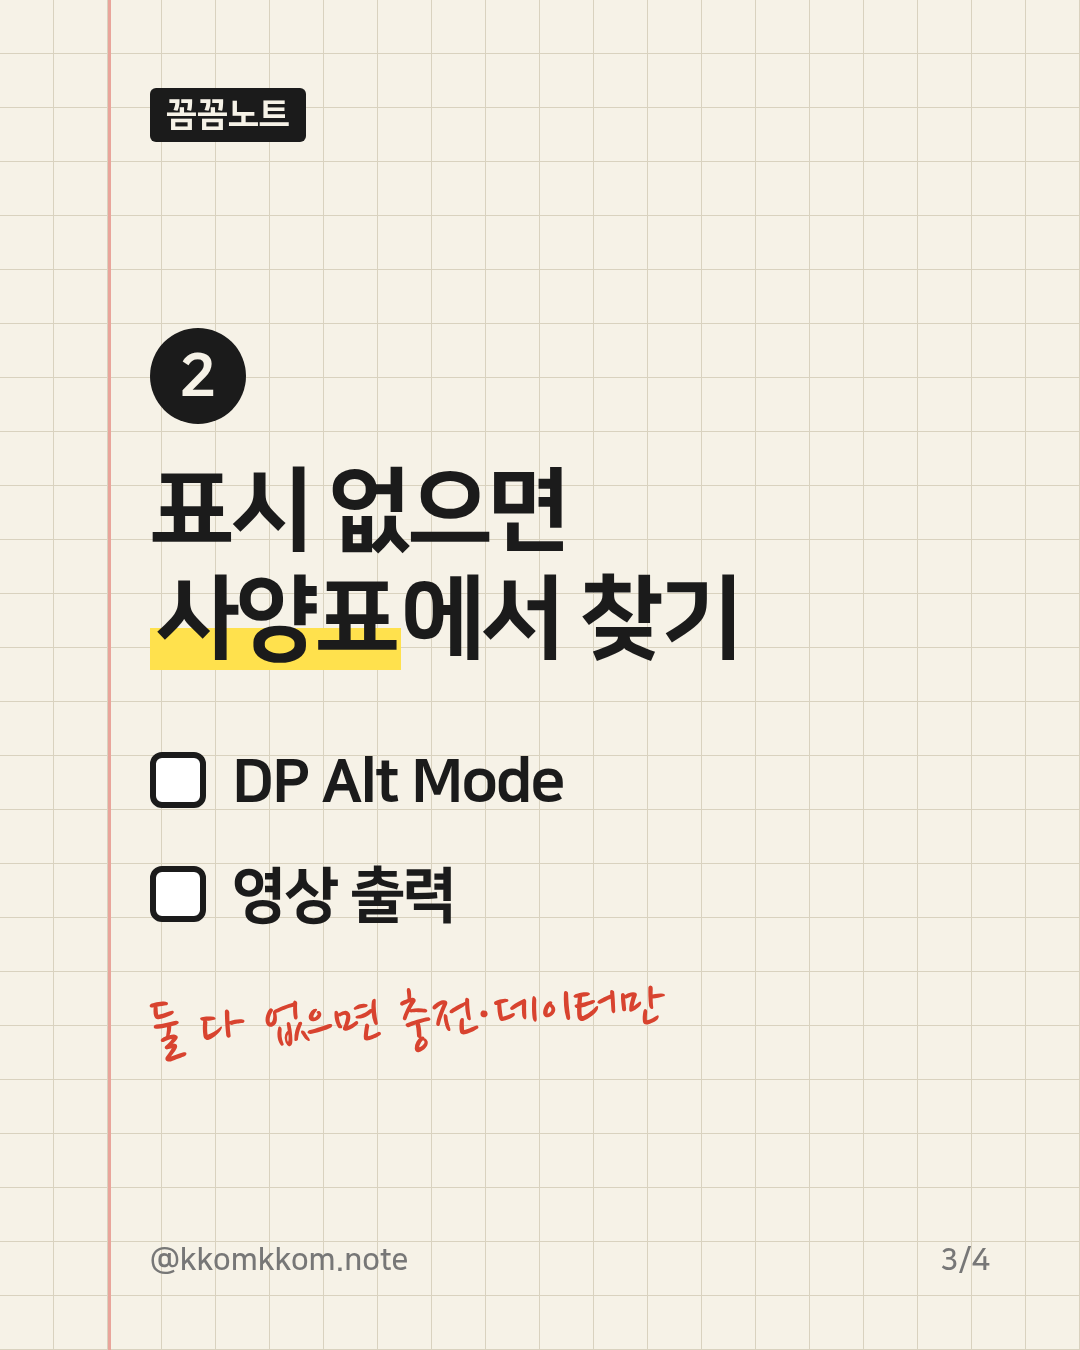 꼼꼼노트
2
표시 없으면
사양표에서 찾기
DP Alt Mode
영상 출력
둘 다 없으면 충전·데이터만
@kkomkkom.note
3/4